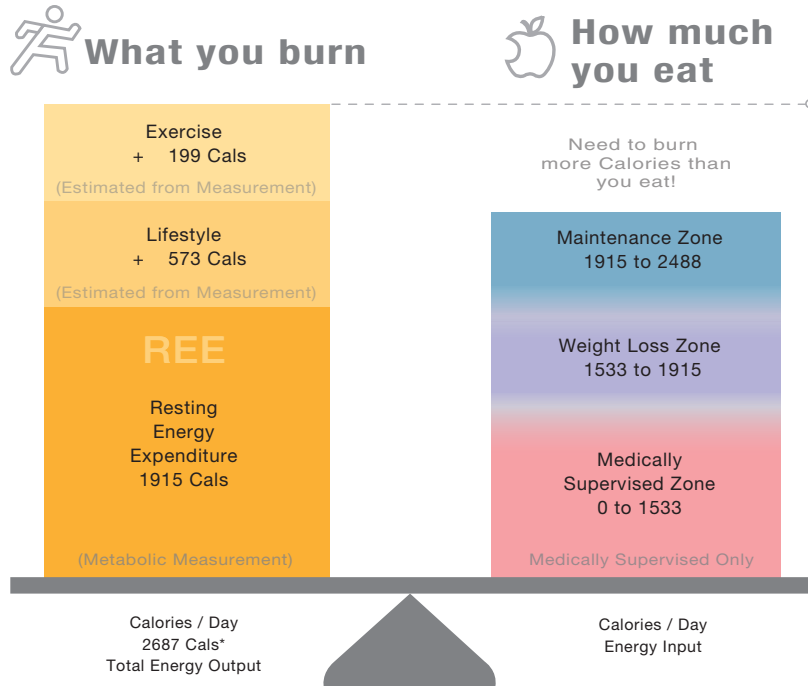 What you burn
Exercise
+ 199 Cals
(Estimated from Measurement)
Lifestyle
+ 573 Cals
(Estimated from Measurement)
REE
Resting
Energy
Expenditure
1915 Cals
(Metabolic Measurement)
Calories / Day
2687 Cals*
Total Energy Output
How much
you eat
Need to burn
more Calories than
you eat!
Maintenance Zone
1915 to 2488
Weight Loss Zone
1533 to 1915
Medically
Supervised Zone
0 to 1533
Medically Supervised Only
Calories / Day
Energy Input